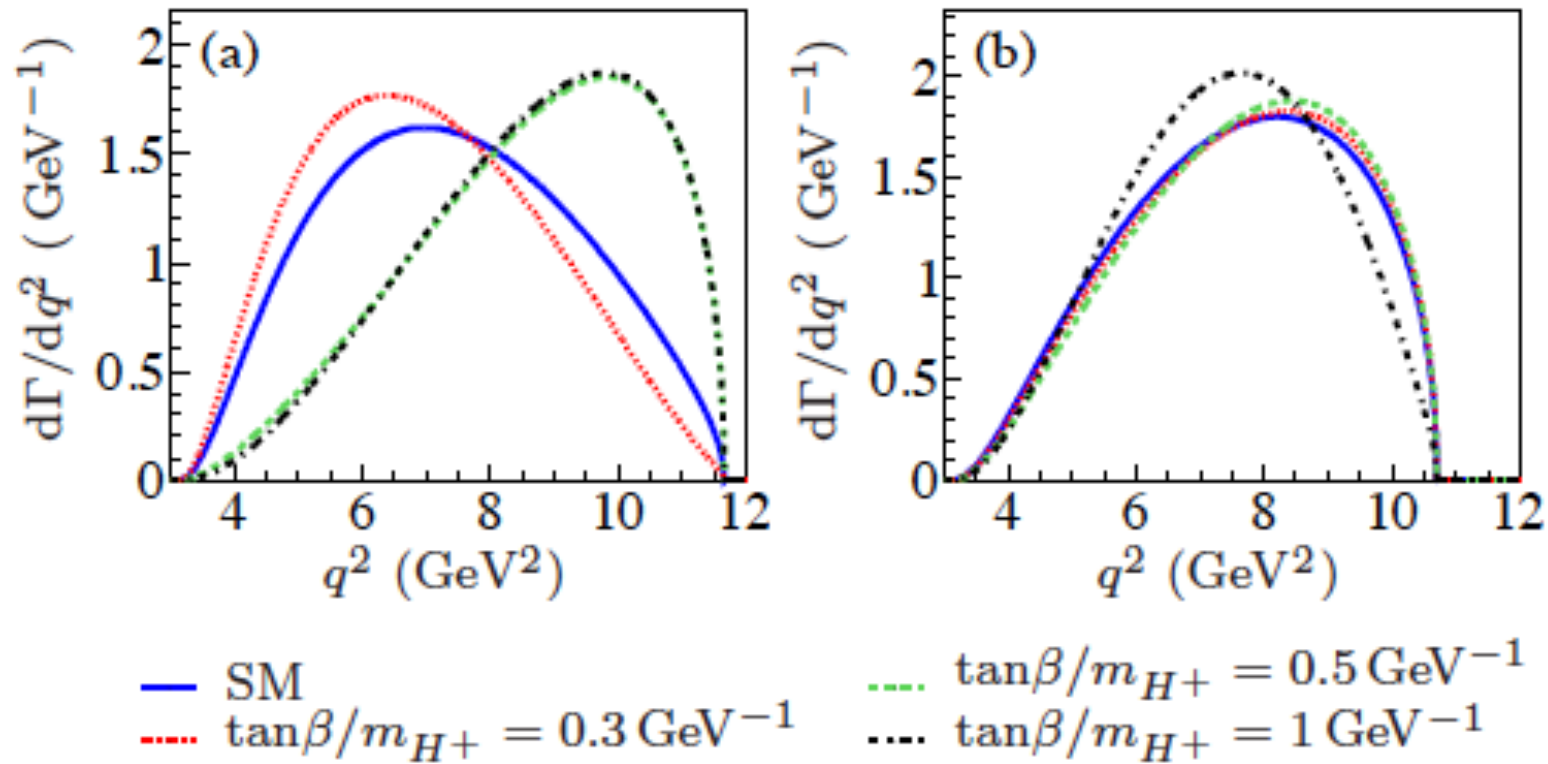 (a)
dΓ/dq² ( GeV⁻¹)
2
1.5
1
0.5
0
4 6 8 10 12
q² (GeV²)
(b)
dΓ/dq² ( GeV⁻¹)
2
1.5
1
0.5
0
4 6 8 10 12
q² (GeV²)
SM
tanβ/m_H+ = 0.3 GeV⁻¹
tanβ/m_H+ = 0.5 GeV⁻¹
tanβ/m_H+ = 1 GeV⁻¹